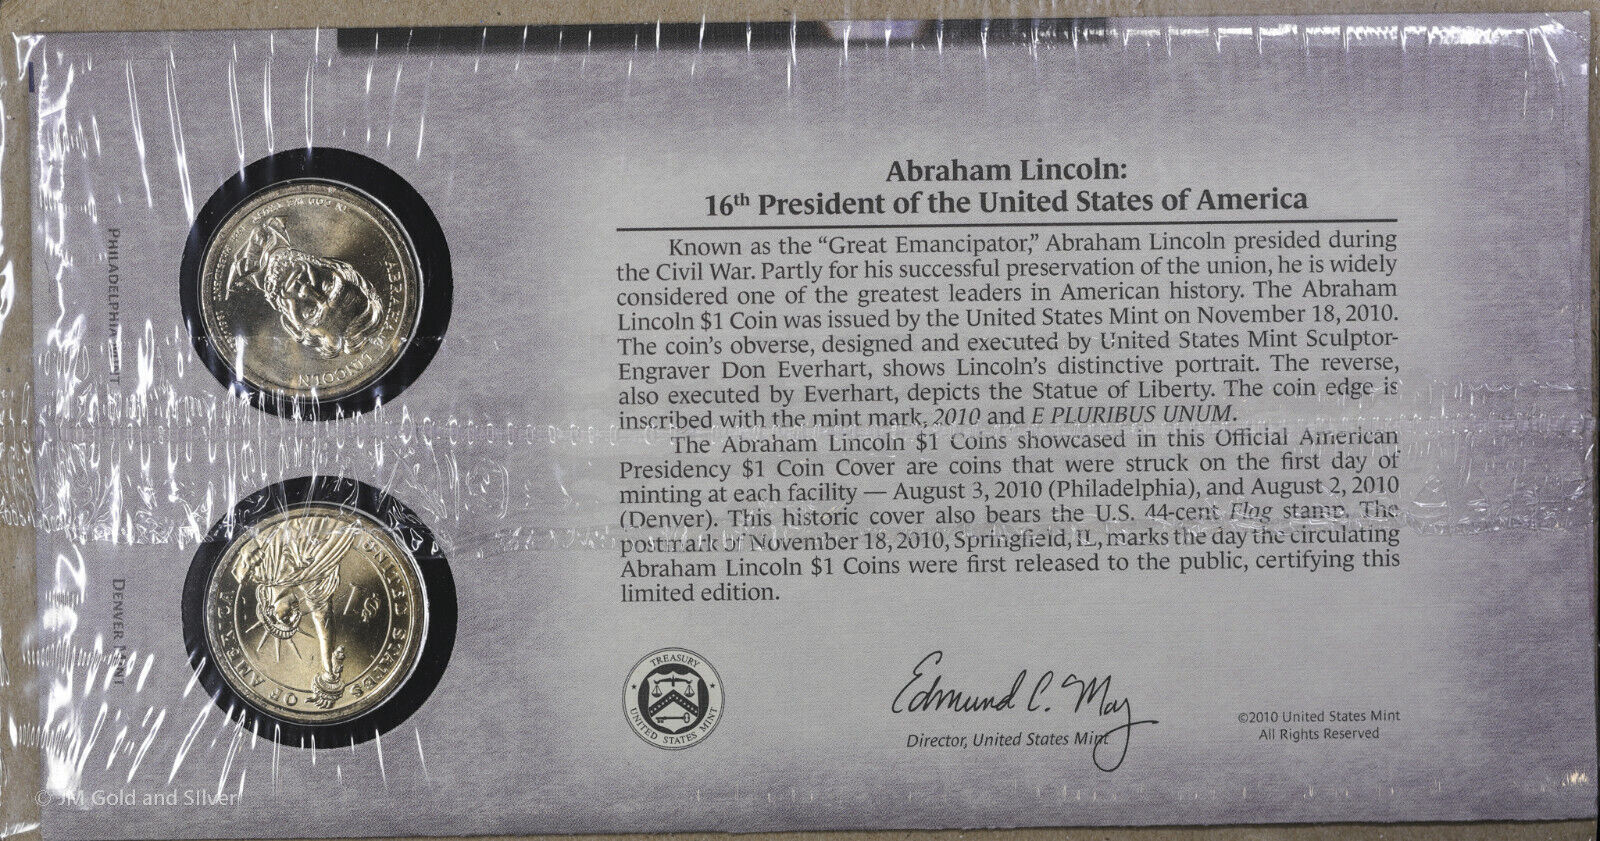 Abraham Lincoln:
16th President of the United States of America
Known as the “Great Emancipator,” Abraham Lincoln presided during
the Civil War. Partly for his successful preservation of the union, he is widely
considered one of the greatest leaders in American history. The Abraham
Lincoln $1 Coin was issued by the United States Mint on November 18, 2010.
The coin’s obverse, designed and executed by United States Mint Sculptor-
Engraver Don Everhart, shows Lincoln’s distinctive portrait. The reverse,
also executed by Everhart, depicts the Statue of Liberty. The coin edge is
inscribed with the mint mark, 2010 and E PLURIBUS UNUM.
The Abraham Lincoln $1 Coins showcased in this Official American
Presidency $1 Coin Cover are coins that were struck on the first day of
minting at each facility — August 3, 2010 (Philadelphia), and August 2, 2010
(Denver). This historic cover also bears the U.S. 44-cent Flag stamp. The
postmark of November 18, 2010, Springfield, IL, marks the day the circulating
Abraham Lincoln $1 Coins were first released to the public, certifying this
limited edition.
PHILADELPHIA MINT
ABRAHAM LINCOLN
IN GOD WE TRUST
DENVER MINT
UNITED STATES OF AMERICA
$1
TREASURY
UNITED STATES MINT
Edmund C. Moy
Director, United States Mint
©2010 United States Mint
All Rights Reserved
© JM Gold and Silver